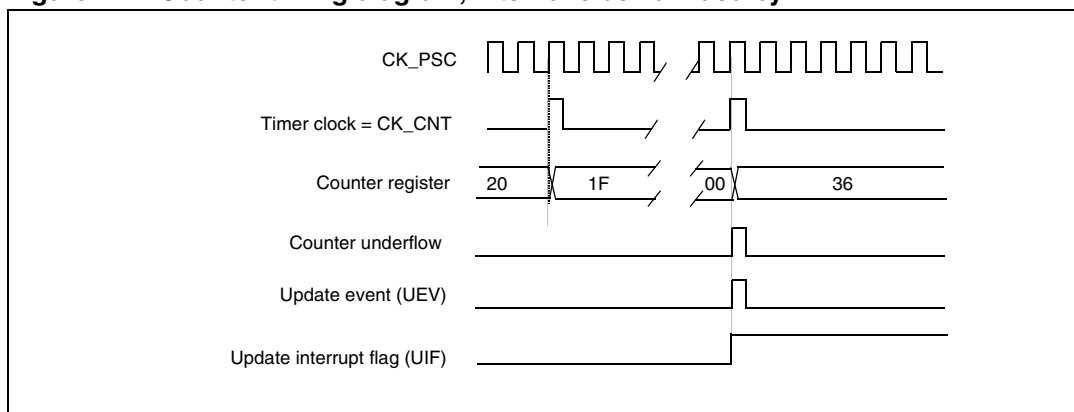 CK_PSC
Timer clock = CK_CNT
Counter register
20
1F
00
36
Counter underflow
Update event (UEV)
Update interrupt flag (UIF)